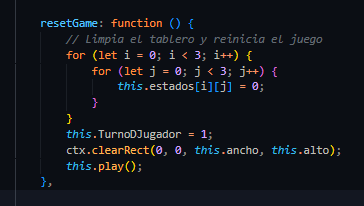 resetGame: function () {
// Limpia el tablero y reinicia el juego
for (let i = 0; i < 3; i++) {
for (let j = 0; j < 3; j++) {
this.estados[i][j] = 0;
}
}
this.TurnoDJugador = 1;
ctx.clearRect(0, 0, this.ancho, this.alto);
this.play();
},